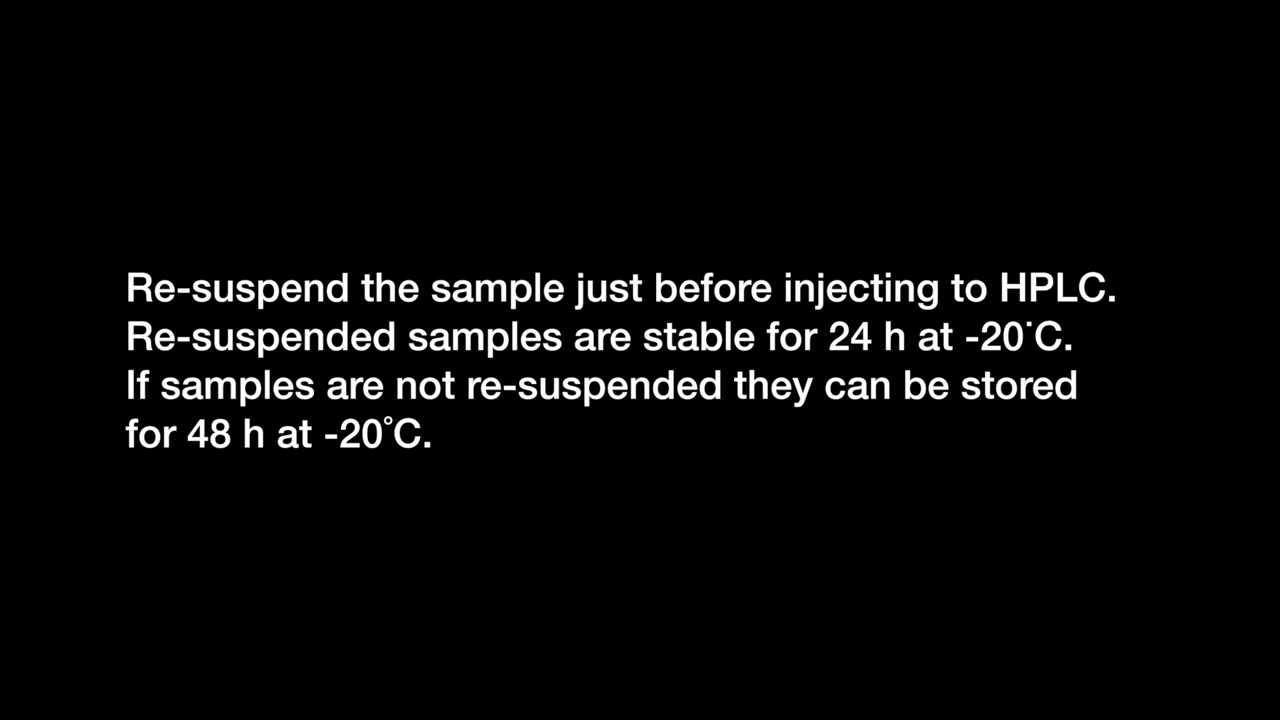 Re-suspend the sample just before injecting to HPLC.
Re-suspended samples are stable for 24 h at -20˙C.
If samples are not re-suspended they can be stored
for 48 h at -20°C.